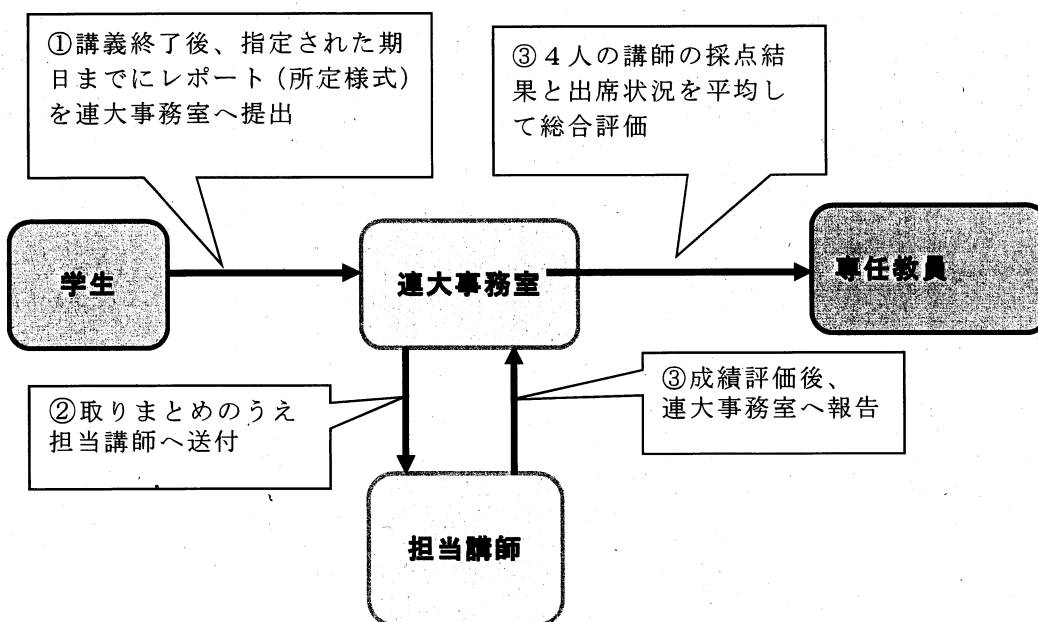 ①講義終了後、指定された期
日までにレポート（所定様式）
を連大事務室へ提出
③４人の講師の採点結
果と出席状況を平均し
て総合評価
学生
連大事務室
専任教員
②取りまとめのうえ
担当講師へ送付
③成績評価後、
連大事務室へ報告
担当講師